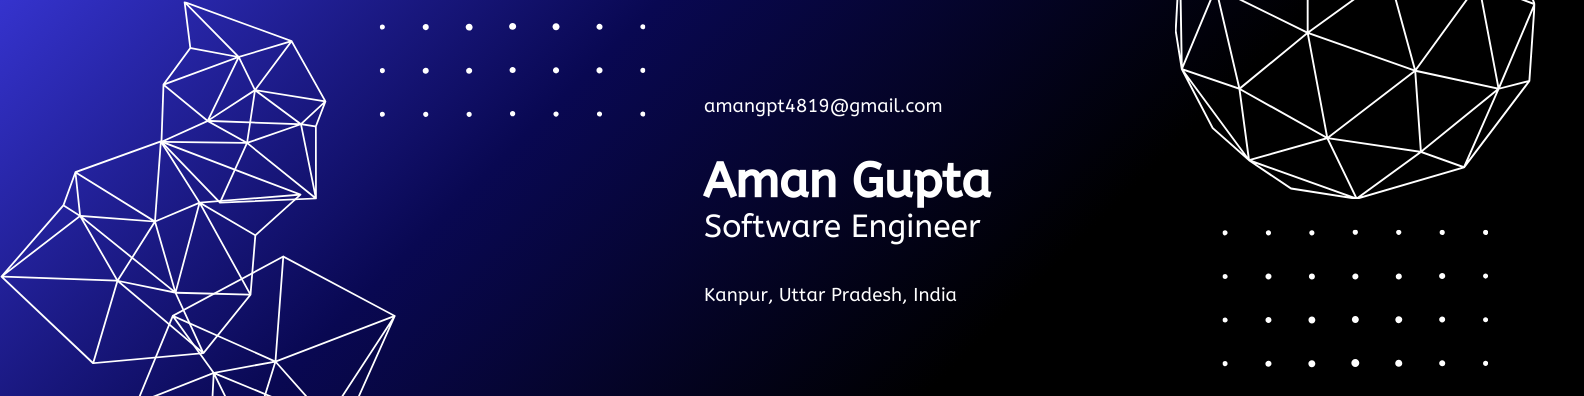 amangpt4819@gmail.com
Aman Gupta
Software Engineer
Kanpur, Uttar Pradesh, India